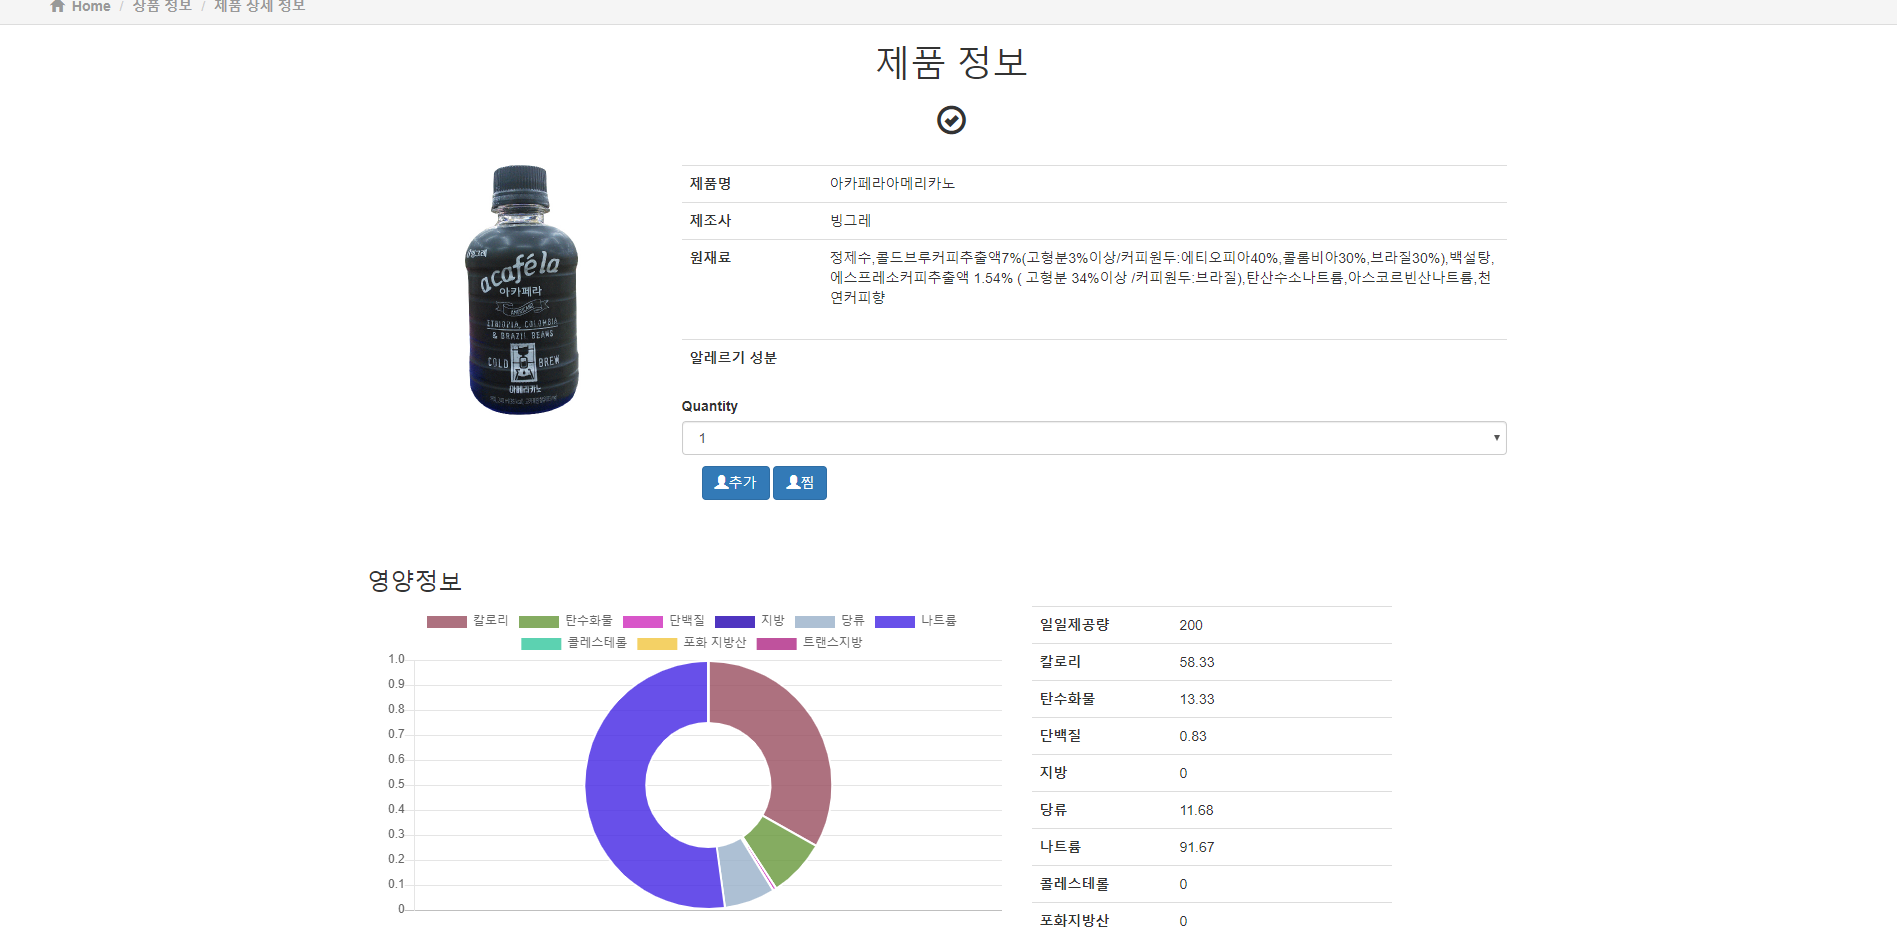 Home / 상품 정보 / 제품 상세 정보
제품 정보
빙그레
acaféla
아카페라
AMERICANO
ETHIOPIA, COLOMBIA
& BRAZIL BEANS
COLD BREW
아메리카노
제품명 아카페라아메리카노
제조사 빙그레
원재료 정제수,콜드브루커피추출액7%(고형분3%이상/커피원두:에티오피아40%,콜롬비아30%,브라질30%),백설탕,
에스프레소커피추출액 1.54% ( 고형분 34%이상 /커피원두:브라질),탄산수소나트륨,아스코르빈산나트륨,천
연커피향
알레르기 성분
Quantity
1
추가 찜
영양정보
칼로리 탄수화물 단백질 지방 당류 나트륨
콜레스테롤 포화 지방산 트랜스지방
1.0
0.9
0.8
0.7
0.6
0.5
0.4
0.3
0.2
0.1
0
일일제공량 200
칼로리 58.33
탄수화물 13.33
단백질 0.83
지방 0
당류 11.68
나트륨 91.67
콜레스테롤 0
포화지방산 0